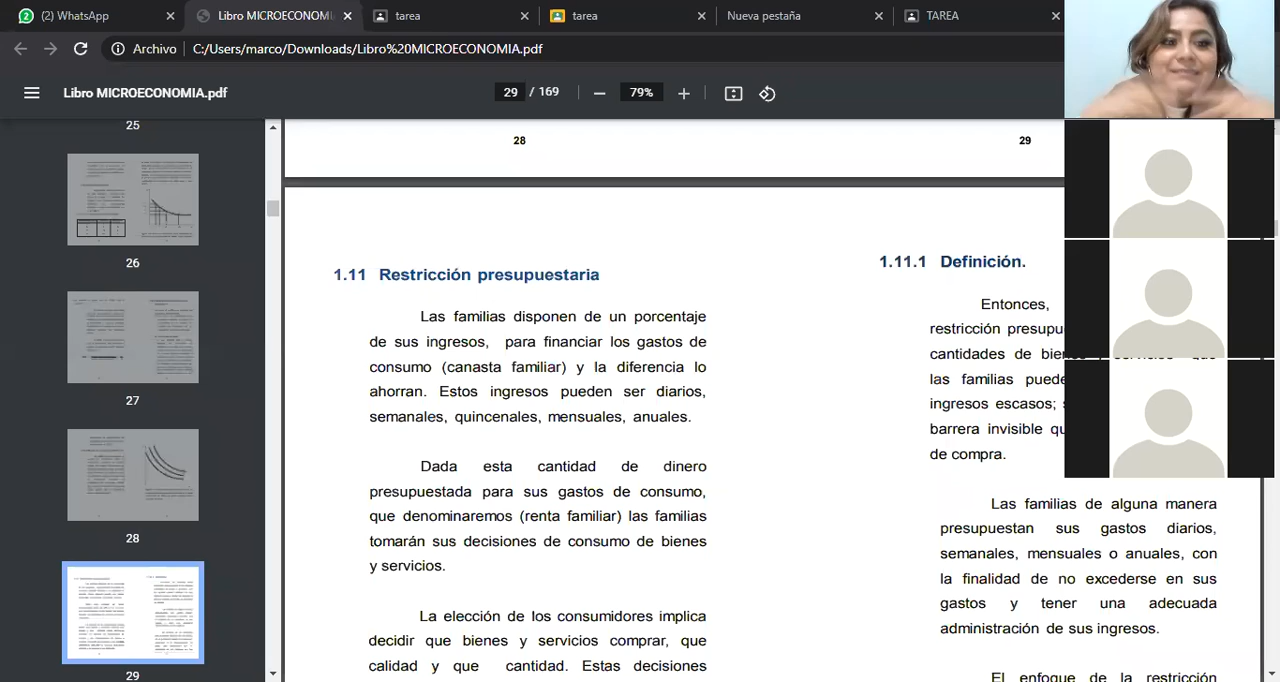 (2) WhatsApp
Libro MICROECONOMI
tarea
tarea
Nueva pestaña
TAREA
Archivo
C:/Users/marco/Downloads/Libro%20MICROECONOMIA.pdf
Libro MICROECONOMIA.pdf
29 / 169
79%
25
26
27
28
29
28
29
1.11 Restricción presupuestaria
Las familias disponen de un porcentaje
de sus ingresos, para financiar los gastos de
consumo (canasta familiar) y la diferencia lo
ahorran. Estos ingresos pueden ser diarios,
semanales, quincenales, mensuales, anuales.
Dada esta cantidad de dinero
presupuestada para sus gastos de consumo,
que denominaremos (renta familiar) las familias
tomarán sus decisiones de consumo de bienes
y servicios.
La elección de los consumidores implica
decidir que bienes y servicios comprar, que
calidad y que cantidad. Estas decisiones
1.11.1 Definición.
Entonces,
restricción
cantidades de
las familias
ingresos escasos;
barrera invisible
de compra.
Las familias de alguna manera
presupuestan sus gastos diarios,
semanales, mensuales o anuales, con
la finalidad de no excederse en sus
gastos y tener una adecuada
administración de sus ingresos.
El enfoque de la restricción